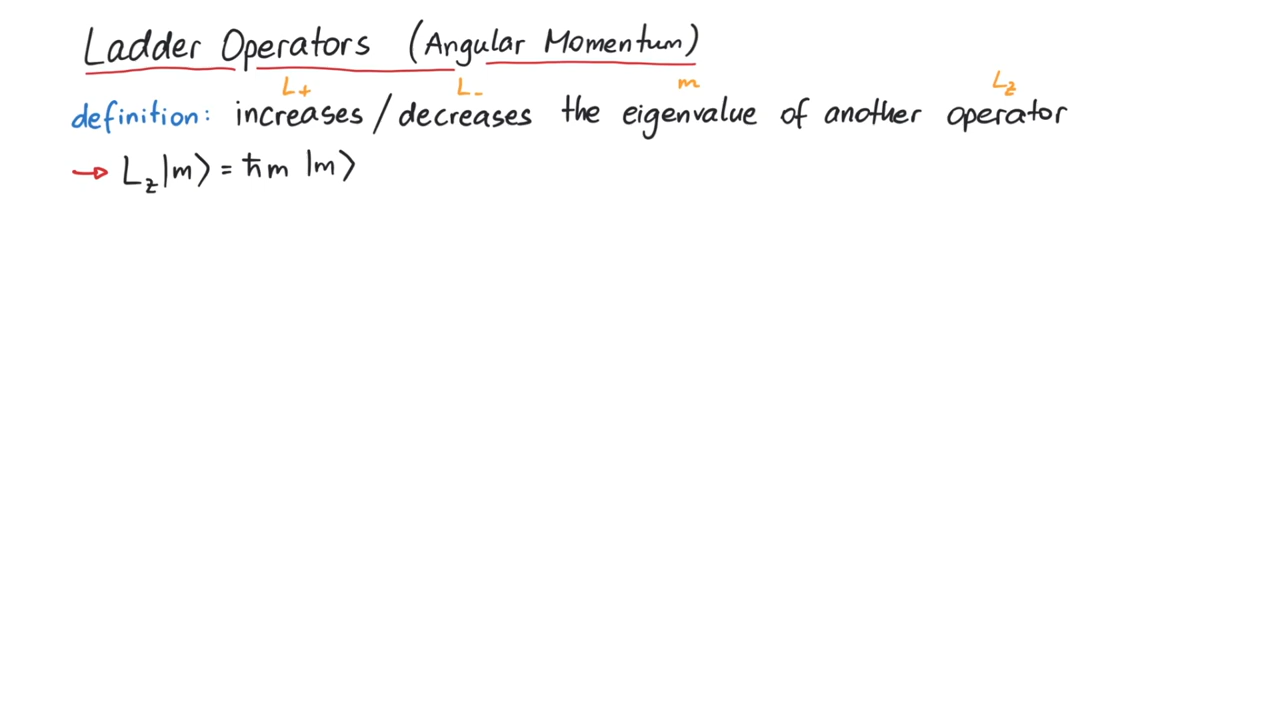 Ladder Operators (Angular Momentum)
L+ L- m Lz
definition: increases / decreases the eigenvalue of another operator
→ Lz|m⟩ = ħm |m⟩